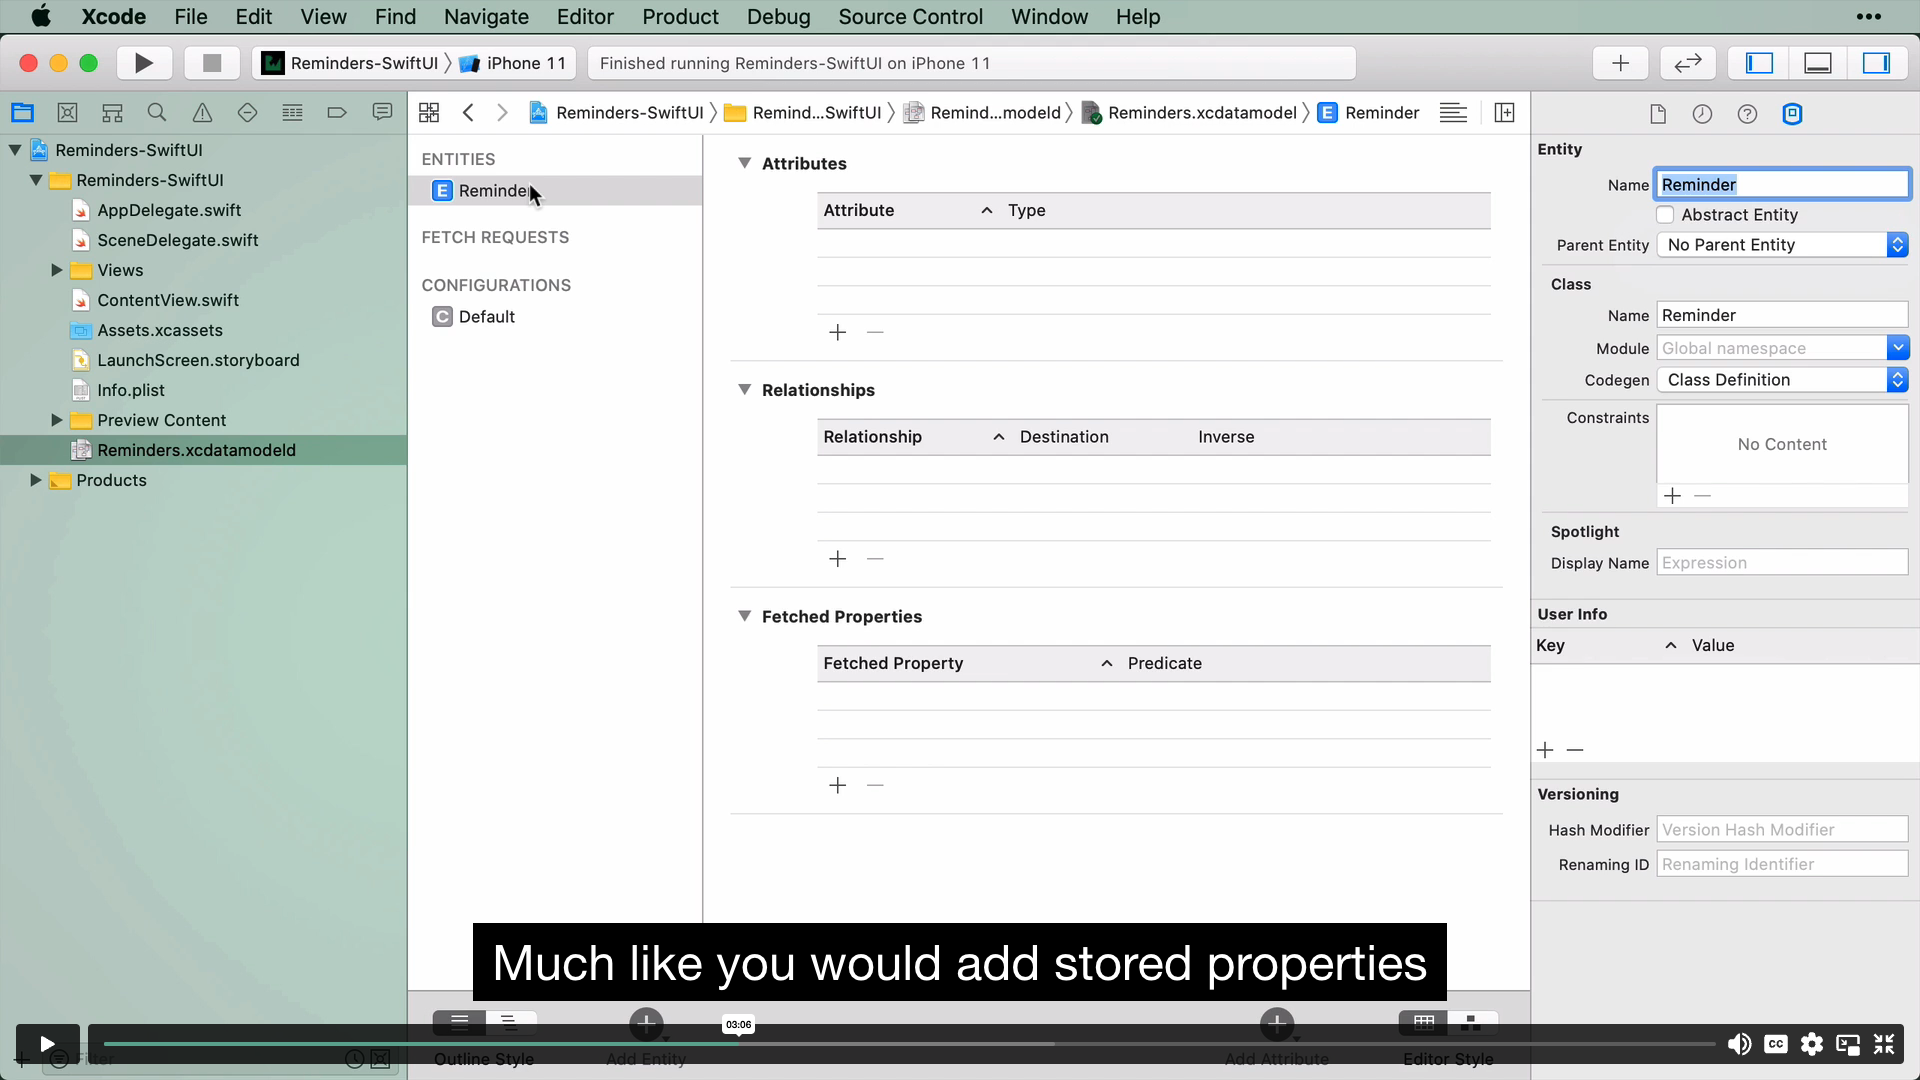 Xcode File Edit View Find Navigate Editor Product Debug Source Control Window Help
Reminders-SwiftUI iPhone 11 Finished running Reminders-SwiftUI on iPhone 11
Reminders-SwiftUI Remind...SwiftUI Remind...modeld Reminders.xcdatamodel E Reminder
Reminders-SwiftUI
Reminders-SwiftUI
AppDelegate.swift
SceneDelegate.swift
Views
ContentView.swift
Assets.xcassets
LaunchScreen.storyboard
Info.plist
Preview Content
Reminders.xcdatamodeld
Products
Filter
ENTITIES
E Reminder
FETCH REQUESTS
CONFIGURATIONS
C Default
Attributes
Attribute Type
Relationships
Relationship Destination Inverse
Fetched Properties
Fetched Property Predicate
Entity
Name Reminder
Abstract Entity
Parent Entity No Parent Entity
Class
Name Reminder
Module Global namespace
Codegen Class Definition
Constraints
No Content
Spotlight
Display Name Expression
User Info
Key Value
Versioning
Hash Modifier Version Hash Modifier
Renaming ID Renaming Identifier
Much like you would add stored properties
03:06
CC
Outline Style Add Entity Add Attribute Editor Style